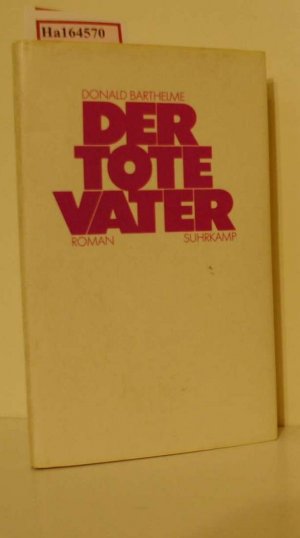 Ha164570
DONALD BARTHELME
DER
TOTE
VATER
ROMAN SUHRKAMP